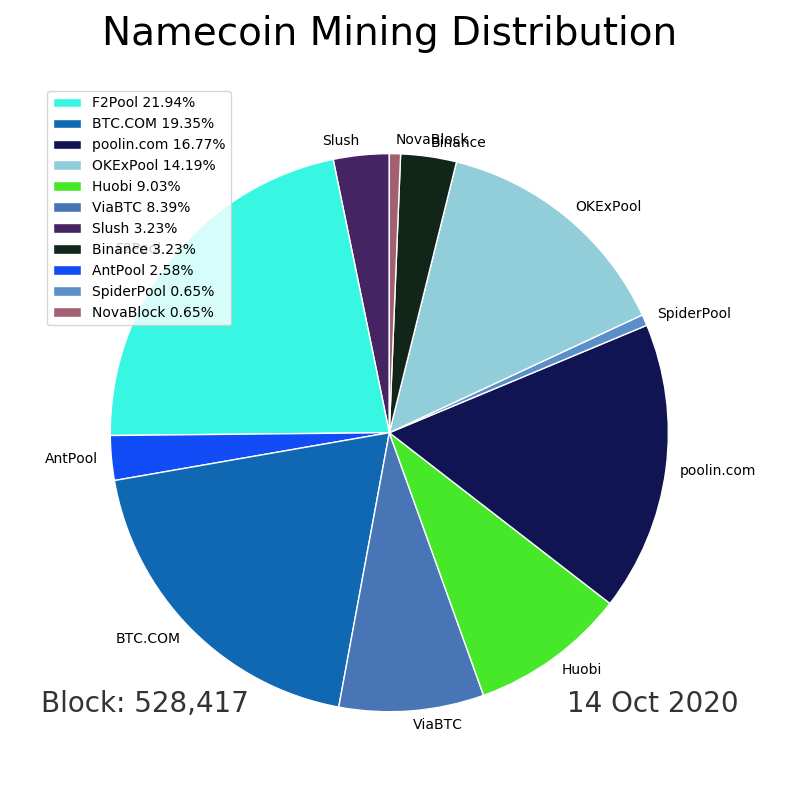 Namecoin Mining Distribution
F2Pool 21.94%
BTC.COM 19.35%
poolin.com 16.77%
OKExPool 14.19%
Huobi 9.03%
ViaBTC 8.39%
Slush 3.23%
Binance 3.23%
AntPool 2.58%
SpiderPool 0.65%
NovaBlock 0.65%
Slush
NovaBlock
Binance
OKExPool
SpiderPool
F2Pool
AntPool
poolin.com
BTC.COM
Huobi
ViaBTC
Block: 528,417
14 Oct 2020